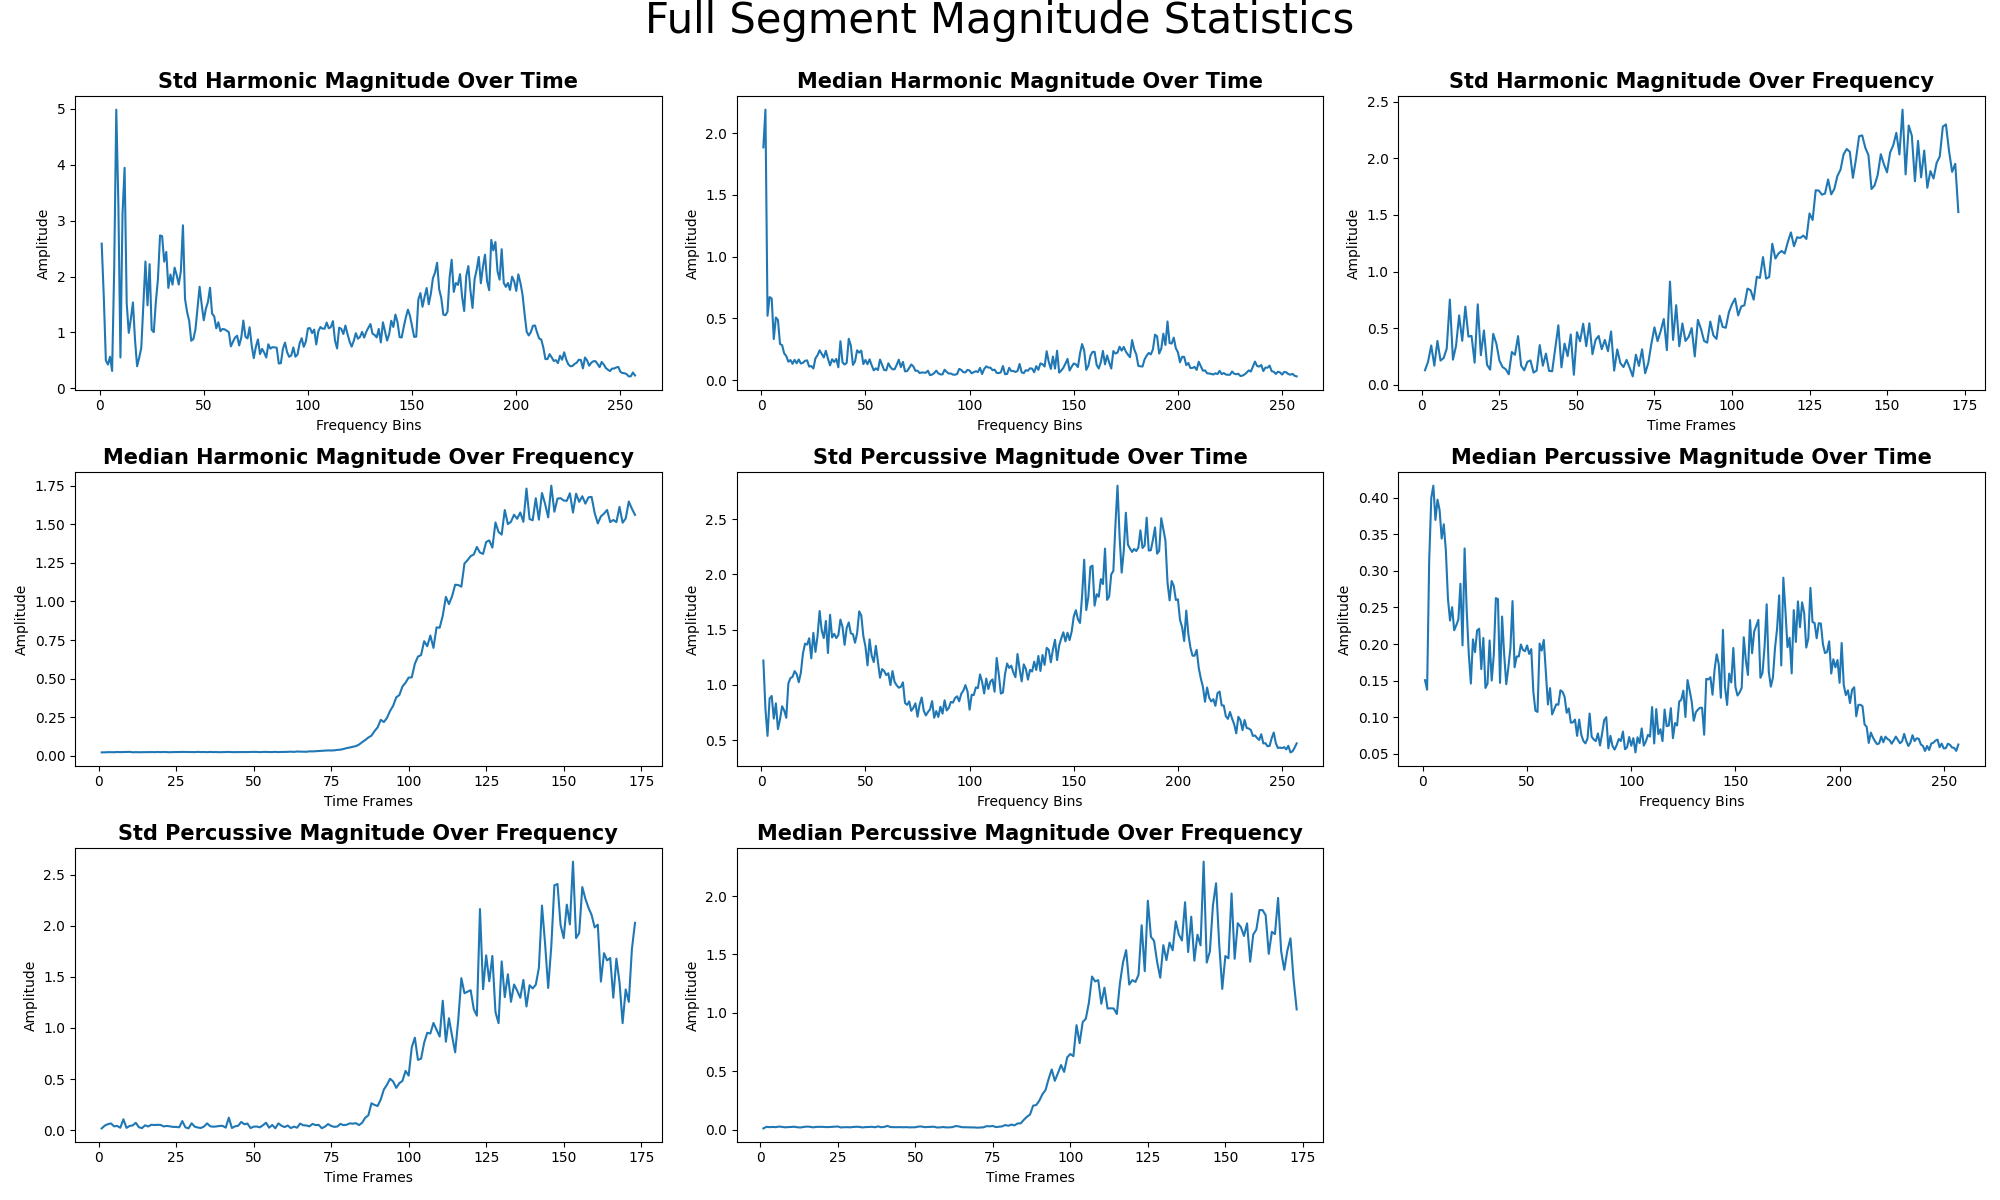 Full Segment Magnitude Statistics
Std Harmonic Magnitude Over Time
Amplitude
5
4
3
2
1
0
0 50 100 150 200 250
Frequency Bins
Median Harmonic Magnitude Over Time
Amplitude
2.0
1.5
1.0
0.5
0.0
0 50 100 150 200 250
Frequency Bins
Std Harmonic Magnitude Over Frequency
Amplitude
2.5
2.0
1.5
1.0
0.5
0.0
0 25 50 75 100 125 150 175
Time Frames
Median Harmonic Magnitude Over Frequency
Amplitude
1.75
1.50
1.25
1.00
0.75
0.50
0.25
0.00
0 25 50 75 100 125 150 175
Time Frames
Std Percussive Magnitude Over Time
Amplitude
2.5
2.0
1.5
1.0
0.5
0 50 100 150 200 250
Frequency Bins
Median Percussive Magnitude Over Time
Amplitude
0.40
0.35
0.30
0.25
0.20
0.15
0.10
0.05
0 50 100 150 200 250
Frequency Bins
Std Percussive Magnitude Over Frequency
Amplitude
2.5
2.0
1.5
1.0
0.5
0.0
0 25 50 75 100 125 150 175
Time Frames
Median Percussive Magnitude Over Frequency
Amplitude
2.0
1.5
1.0
0.5
0.0
0 25 50 75 100 125 150 175
Time Frames